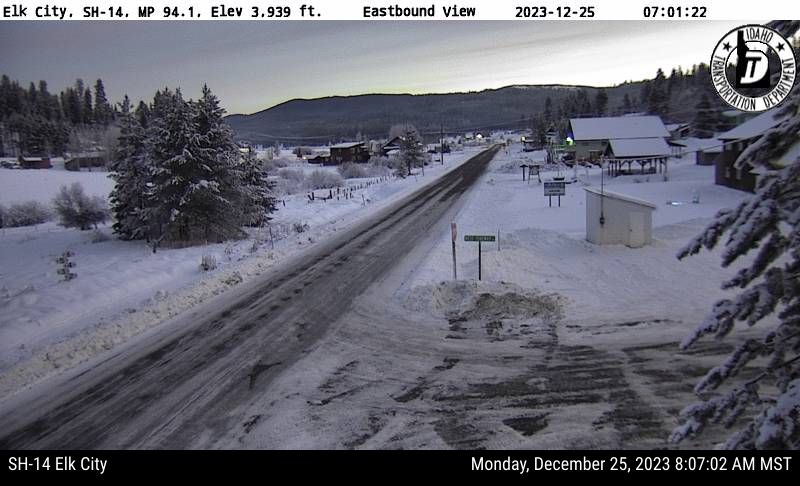 Elk City, SH-14, MP 94.1, Elev 3,939 ft. Eastbound View 2023-12-25 07:01:22
IDAHO
TRANSPORTATION DEPARTMENT
SH-14 Elk City Monday, December 25, 2023 8:07:02 AM MST